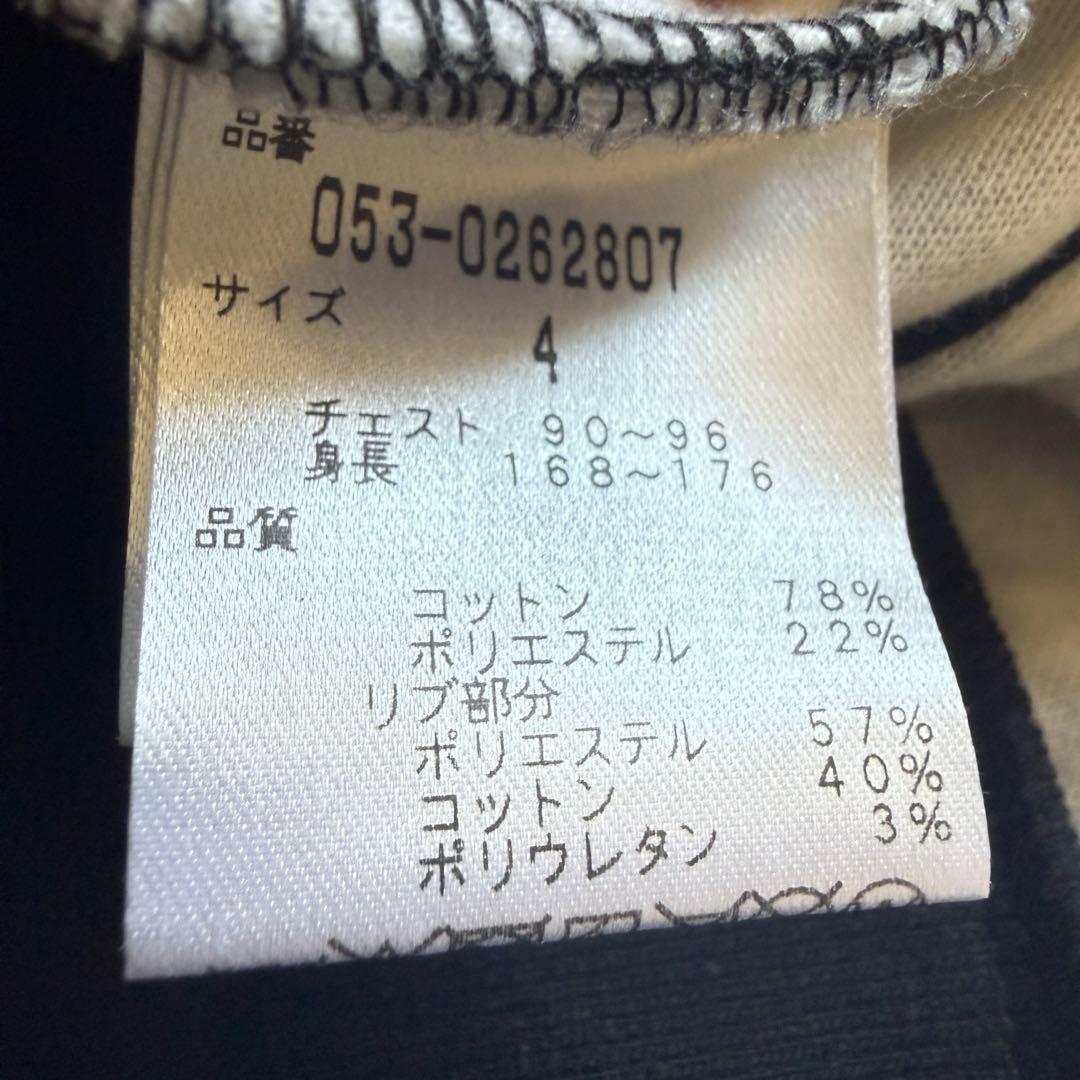 品番
053-0262807
サイズ
4
チェスト 90～96
身長 168～176
品質
コットン 78%
ポリエステル 22%
リブ部分
ポリエステル 57%
コットン 40%
ポリウレタン 3%